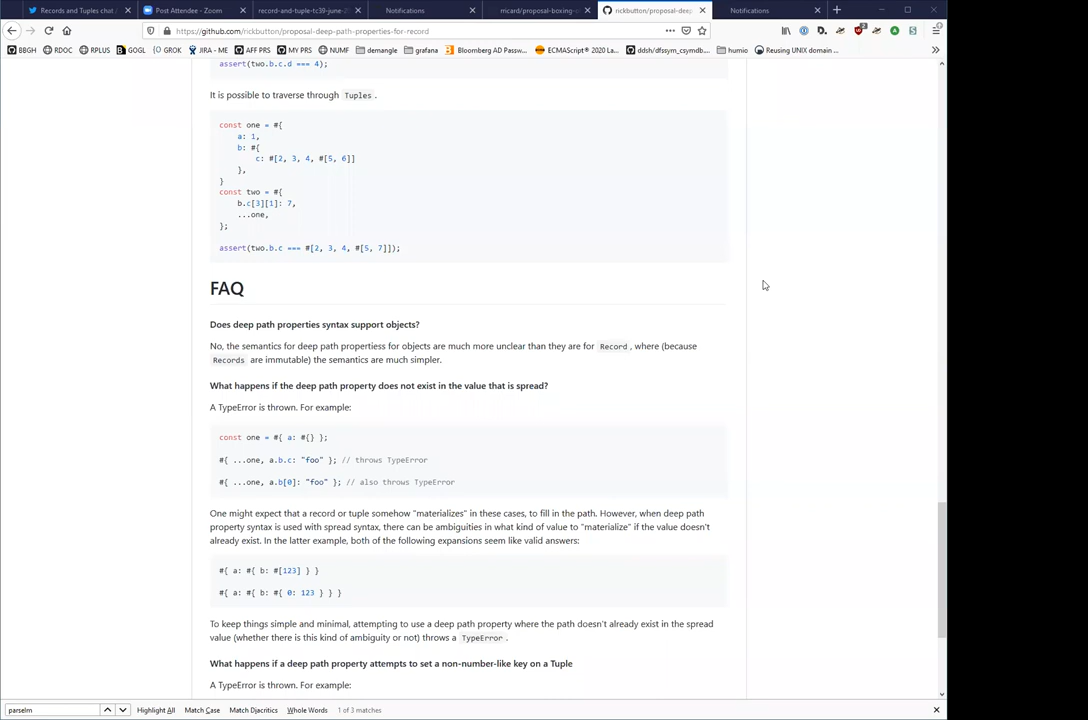 Records and Tuples chat
Post Attendee - Zoom
record-and-tuple-tc39-june-2
Notifications
rricard/proposal-boxing-
rickbutton/proposal-deep
Notifications
https://github.com/rickbutton/proposal-deep-path-properties-for-record
BBGH RDOC RPLUS GOGL GROK JIRA - ME AFF PRS MY PRS NUMF demangle grafana Bloomberg AD Passw... ECMAScript® 2020 La... ddsh/dffss_csymdb.... humio Reusing UNIX domain ...
assert(two.b.c.d === 4);
It is possible to traverse through Tuples.
const one = #{
a: 1,
b: #{
c: #[2, 3, 4, #[5, 6]]
},
}
const two = #{
b.c[3][1]: 7,
...one,
};
assert(two.b.c === #[2, 3, 4, #[5, 7]]);
FAQ
Does deep path properties syntax support objects?
No, the semantics for deep path propertiess for objects are much more unclear than they are for Record, where (because
Records are immutable) the semantics are much simpler.
What happens if the deep path property does not exist in the value that is spread?
A TypeError is thrown. For example:
const one = #{ a: #{} };
#{ ...one, a.b.c: "foo" }; // throws TypeError
#{ ...one, a.b[0]: "foo" }; // also throws TypeError
One might expect that a record or tuple somehow "materializes" in these cases, to fill in the path. However, when deep path
property syntax is used with spread syntax, there can be ambiguities in what kind of value to "materialize" if the value doesn't
already exist. In the latter example, both of the following expansions seem like valid answers:
#{ a: #{ b: #[123] } }
#{ a: #{ b: #{ 0: 123 } } }
To keep things simple and minimal, attempting to use a deep path property where the path doesn't already exist in the spread
value (whether there is this kind of ambiguity or not) throws a TypeError.
What happens if a deep path property attempts to set a non-number-like key on a Tuple
A TypeError is thrown. For example:
parselm
Highlight All Match Case Match Diacritics Whole Words 1 of 3 matches